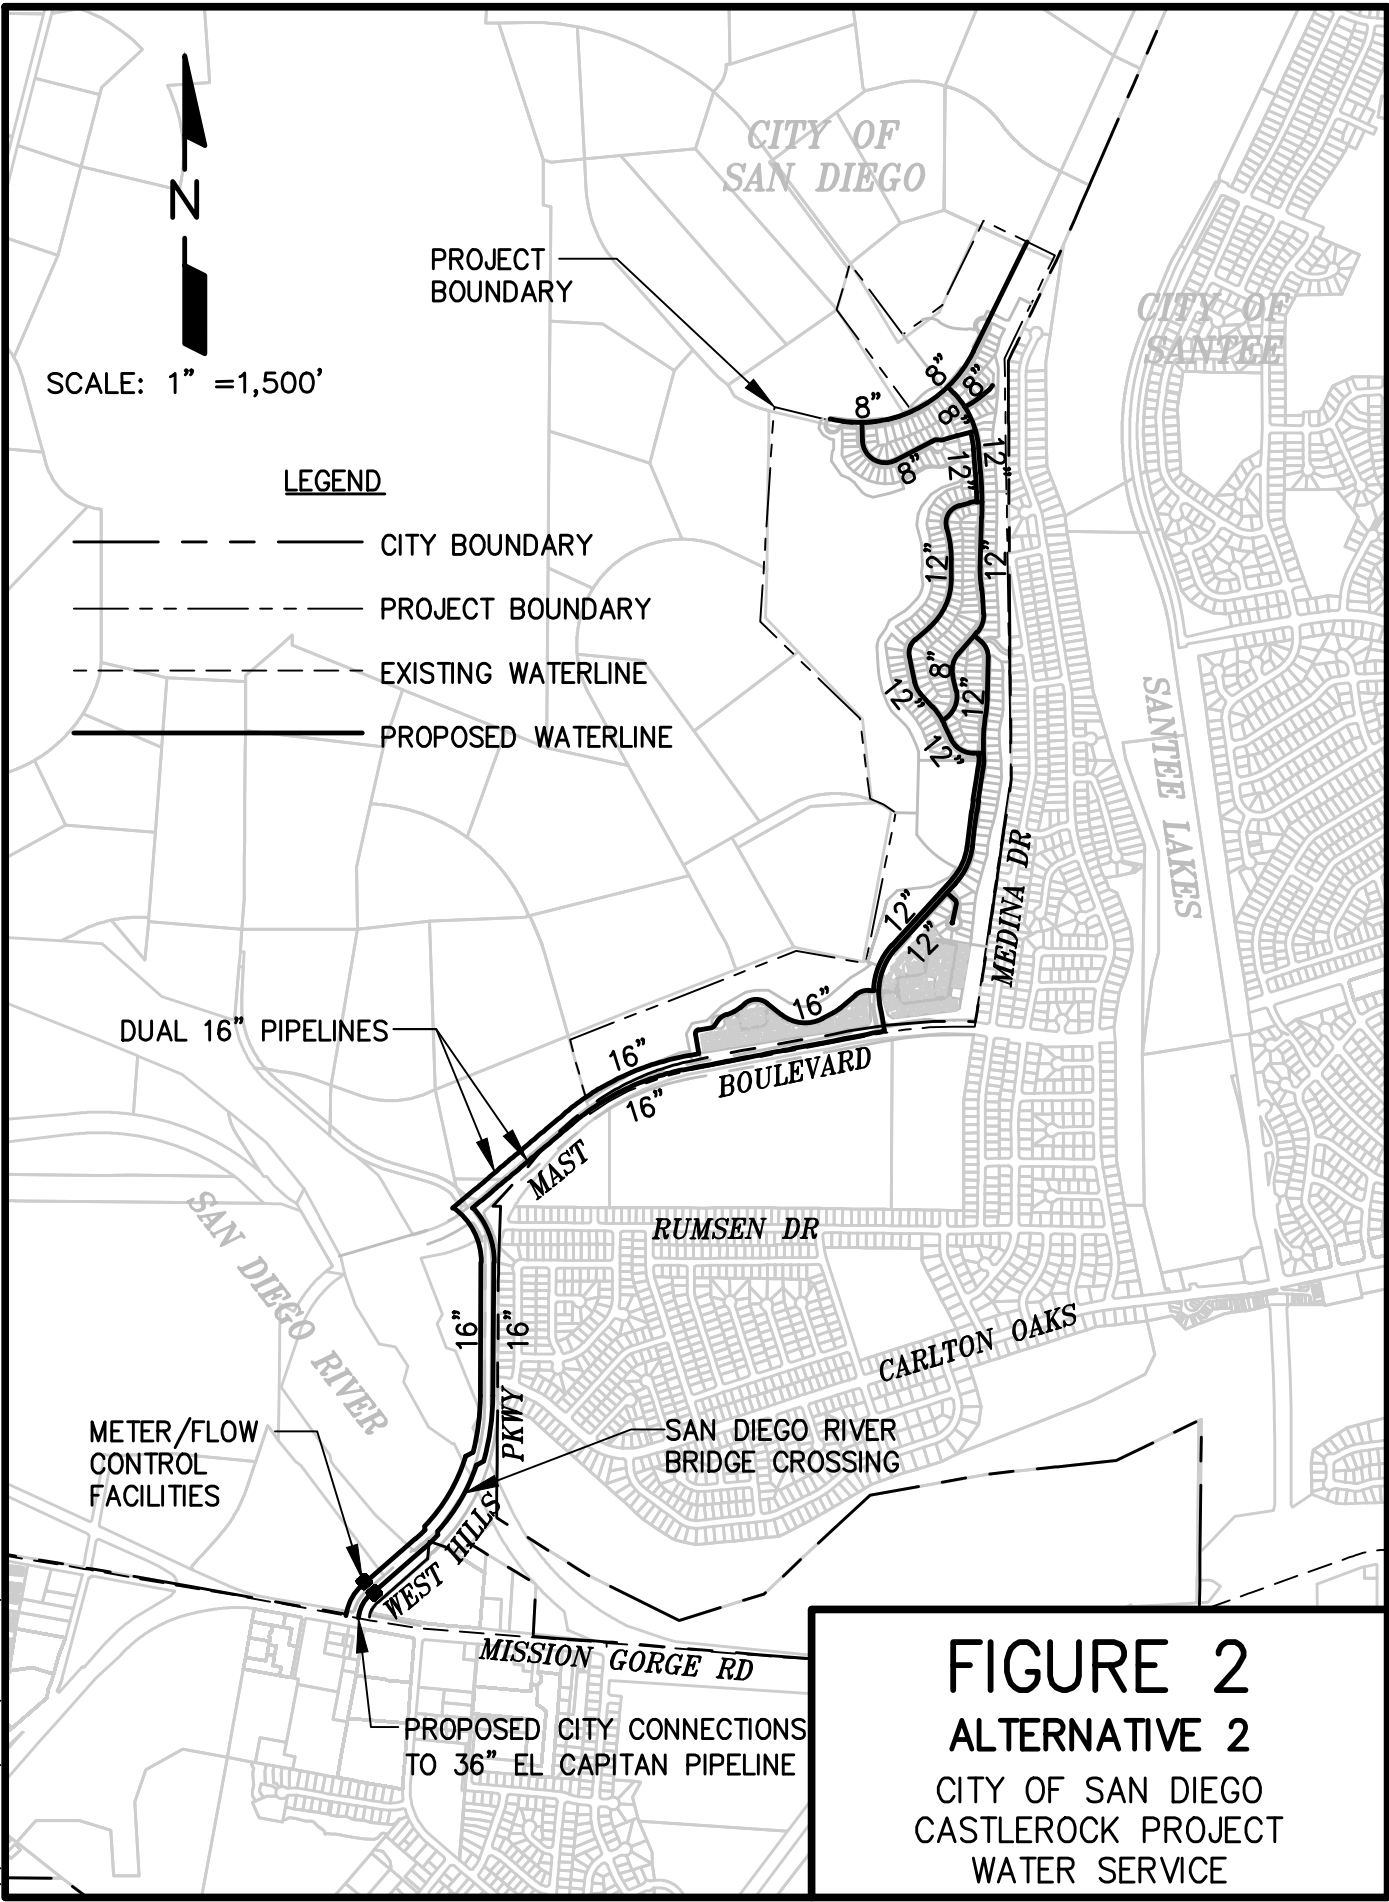 CITY OF
SAN DIEGO
N
PROJECT
BOUNDARY
CITY OF
SANTEE
SCALE: 1" =1,500'
8"
8"
8"
8"
8"
12"
12"
LEGEND
CITY BOUNDARY
PROJECT BOUNDARY
EXISTING WATERLINE
PROPOSED WATERLINE
12"
12"
8"
12"
12"
12"
SANTEE LAKES
MEDINA DR
12"
12"
16"
DUAL 16" PIPELINES
16"
16"
BOULEVARD
MAST
SAN DIEGO RIVER
RUMSEN DR
16"
16"
CARLTON OAKS
PKWY
METER/FLOW
CONTROL
FACILITIES
SAN DIEGO RIVER
BRIDGE CROSSING
WEST HILLS
MISSION GORGE RD
PROPOSED CITY CONNECTIONS
TO 36" EL CAPITAN PIPELINE
FIGURE 2
ALTERNATIVE 2
CITY OF SAN DIEGO
CASTLEROCK PROJECT
WATER SERVICE